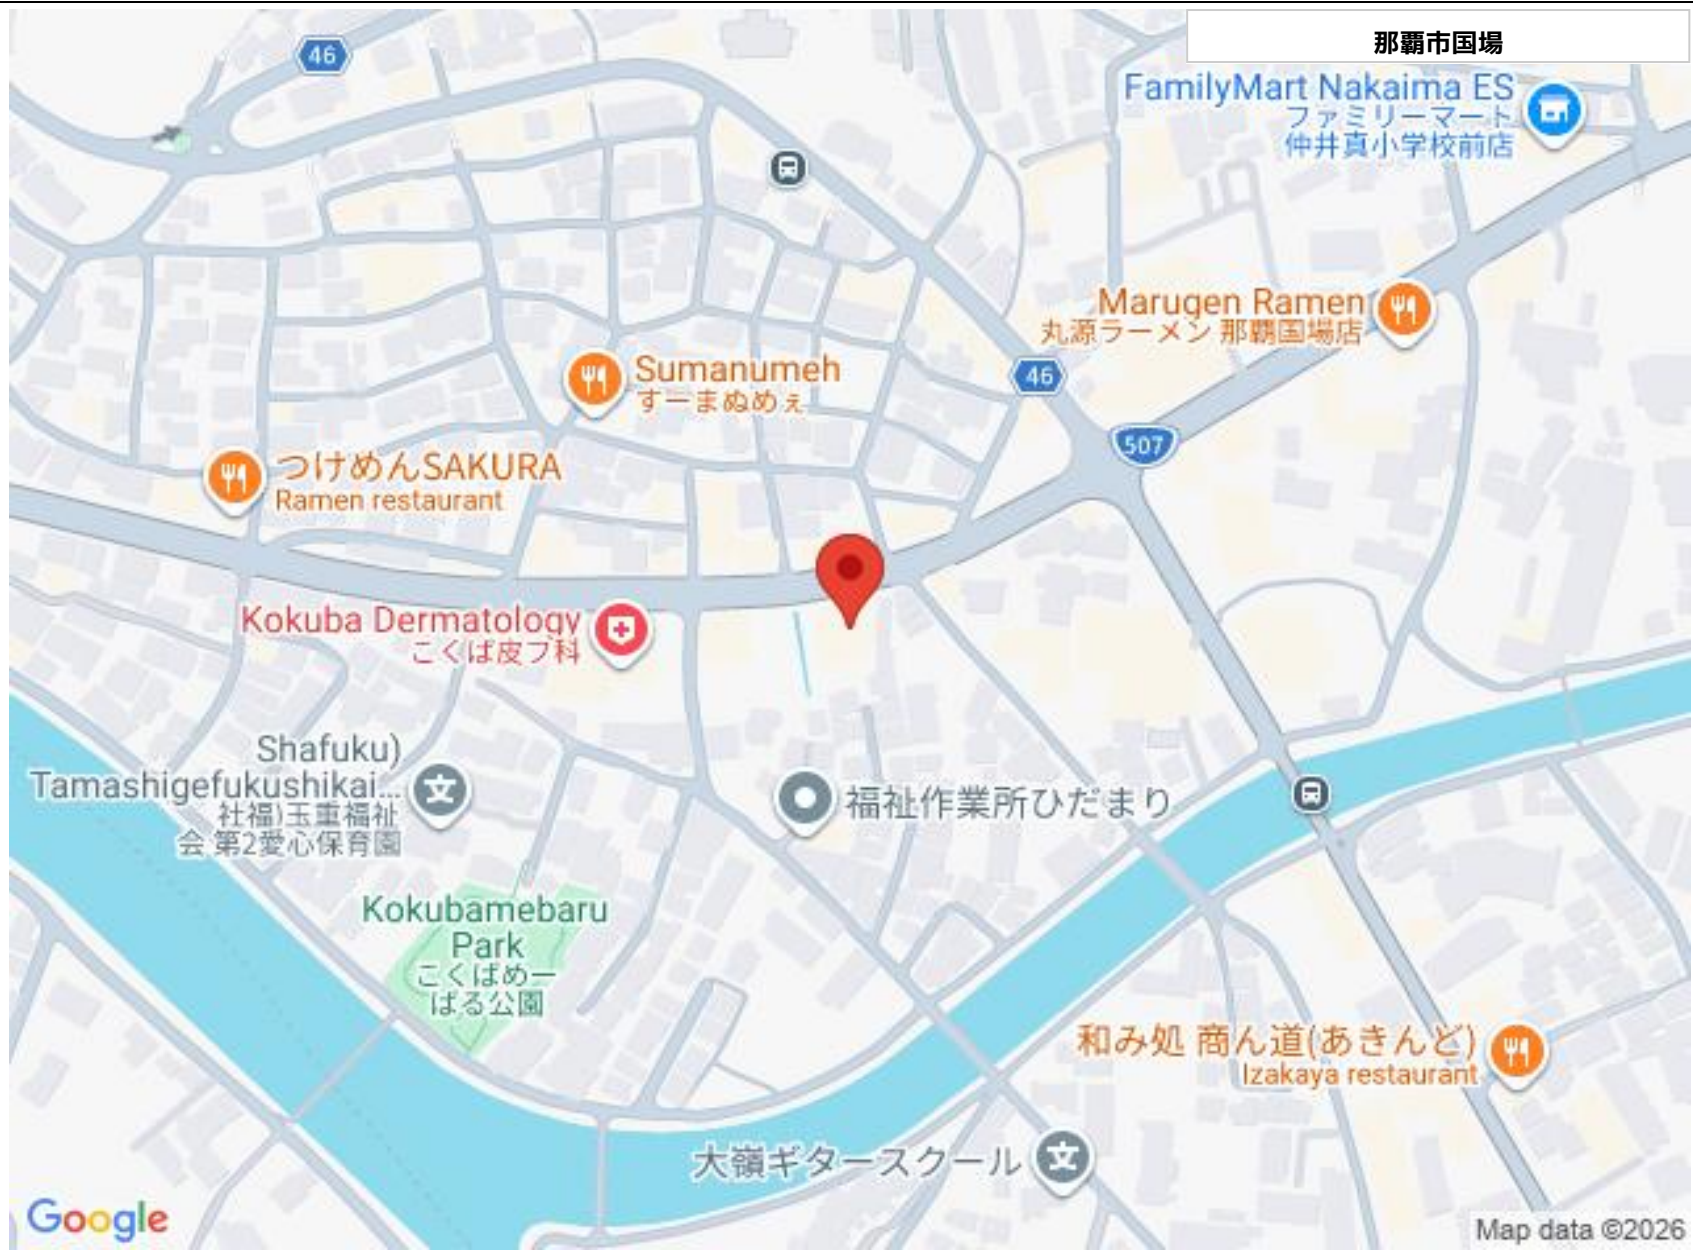 那覇市国場
46
FamilyMart Nakaima ES
ファミリーマート
仲井真小学校前店
Marugen Ramen
丸源ラーメン 那覇国場店
Sumanumeh
すーまぬめぇ
46
507
つけめんSAKURA
Ramen restaurant
Kokuba Dermatology
こくば皮フ科
Shafuku)
Tamashigefukushikai...
社福)玉重福祉
会 第2愛心保育園
福祉作業所ひだまり
Kokubamebaru
Park
こくばめー
ばる公園
和み処 商ん道(あきんど)
Izakaya restaurant
大嶺ギタースクール
Google
Map data ©2026